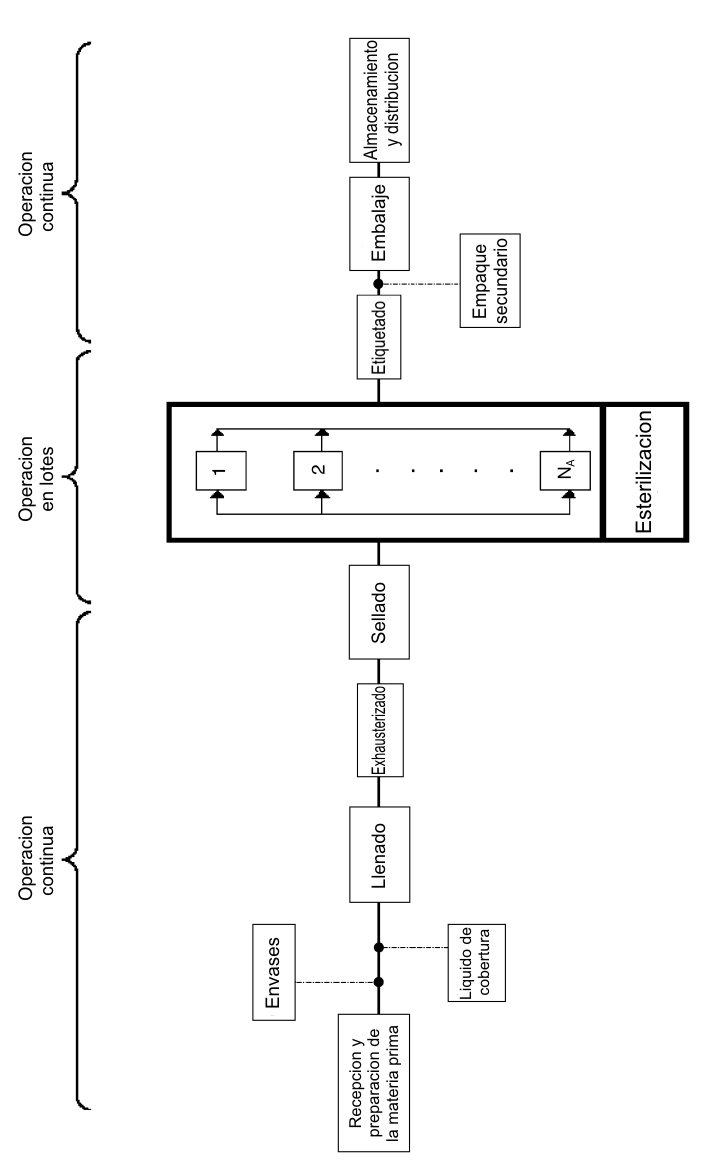 Operacion
continua
Operacion
en lotes
Operacion
continua
Recepcion y
preparacion de
la materia prima
Envases
Liquido de
cobertura
Llenado
Exhausterizado
Sellado
1
2
N_A
Esterilizacion
Etiquetado
Empaque
secundario
Embalaje
Almacenamiento
y distribucion